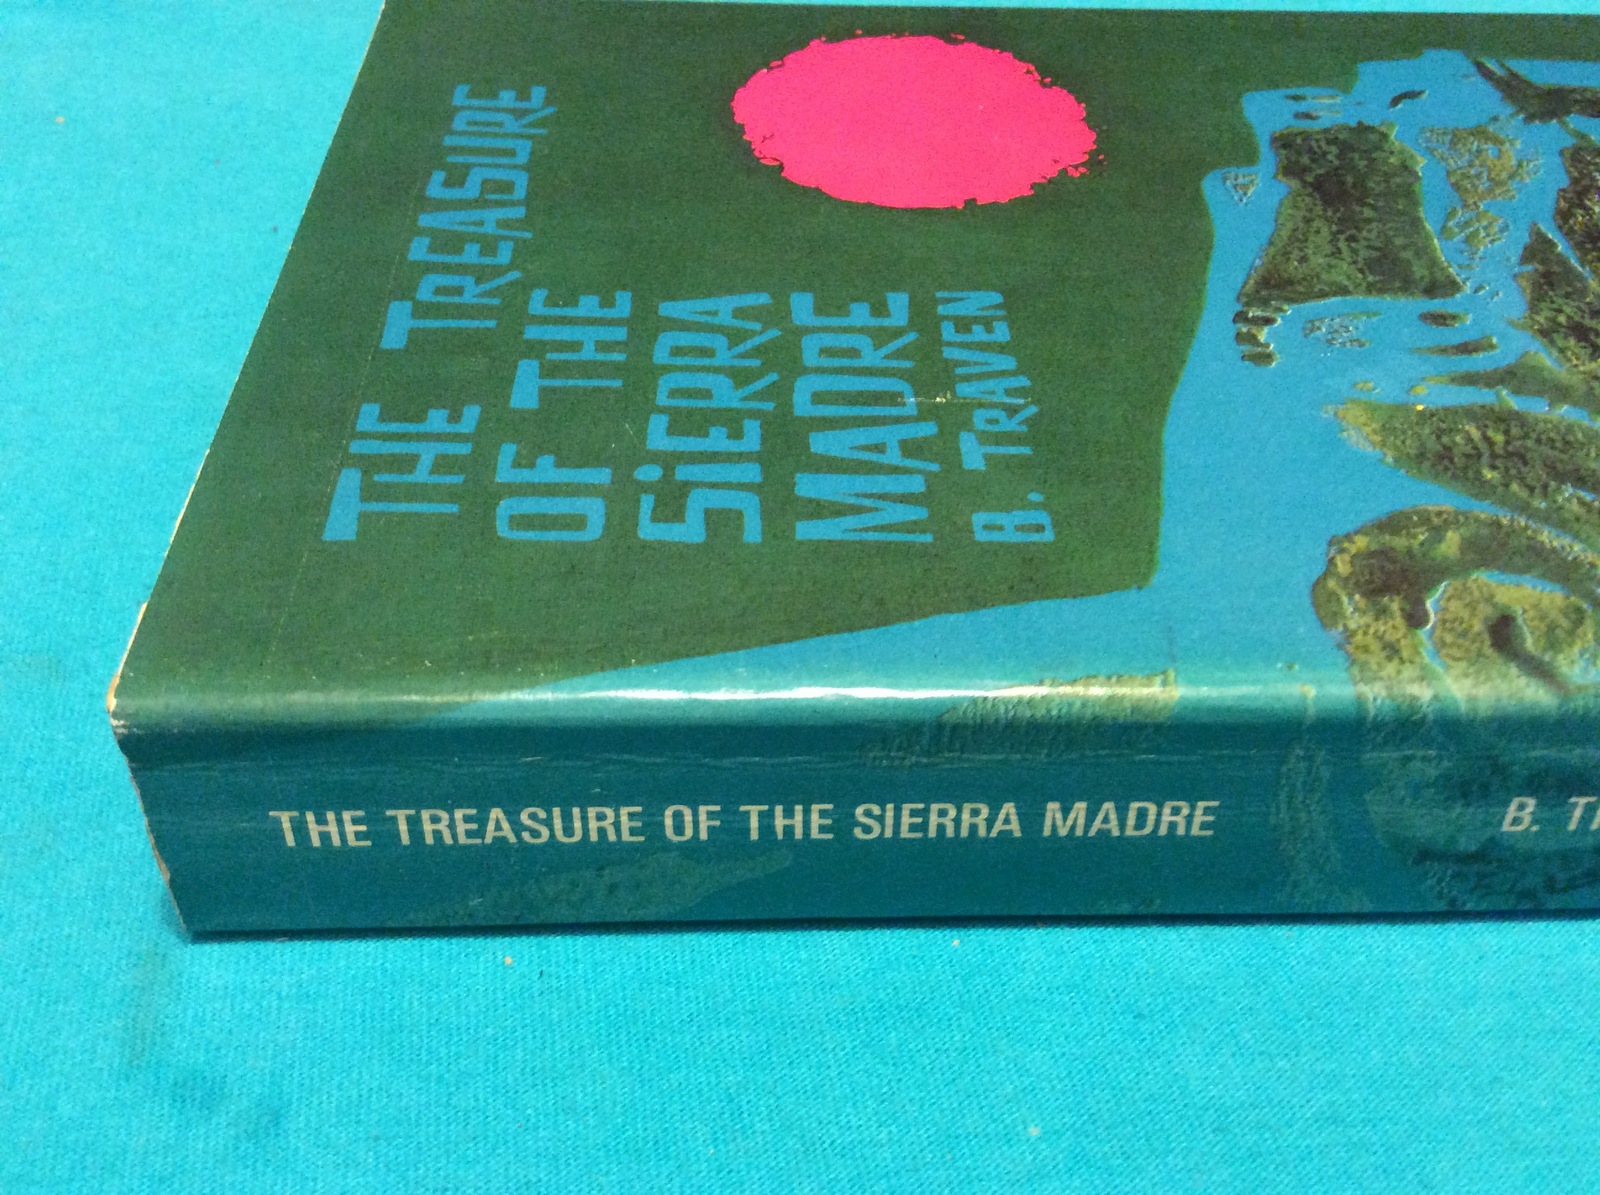 THE TREASURE
OF THE
SiERRA
MADRE
B. TRAVEN
THE TREASURE OF THE SIERRA MADRE
B.